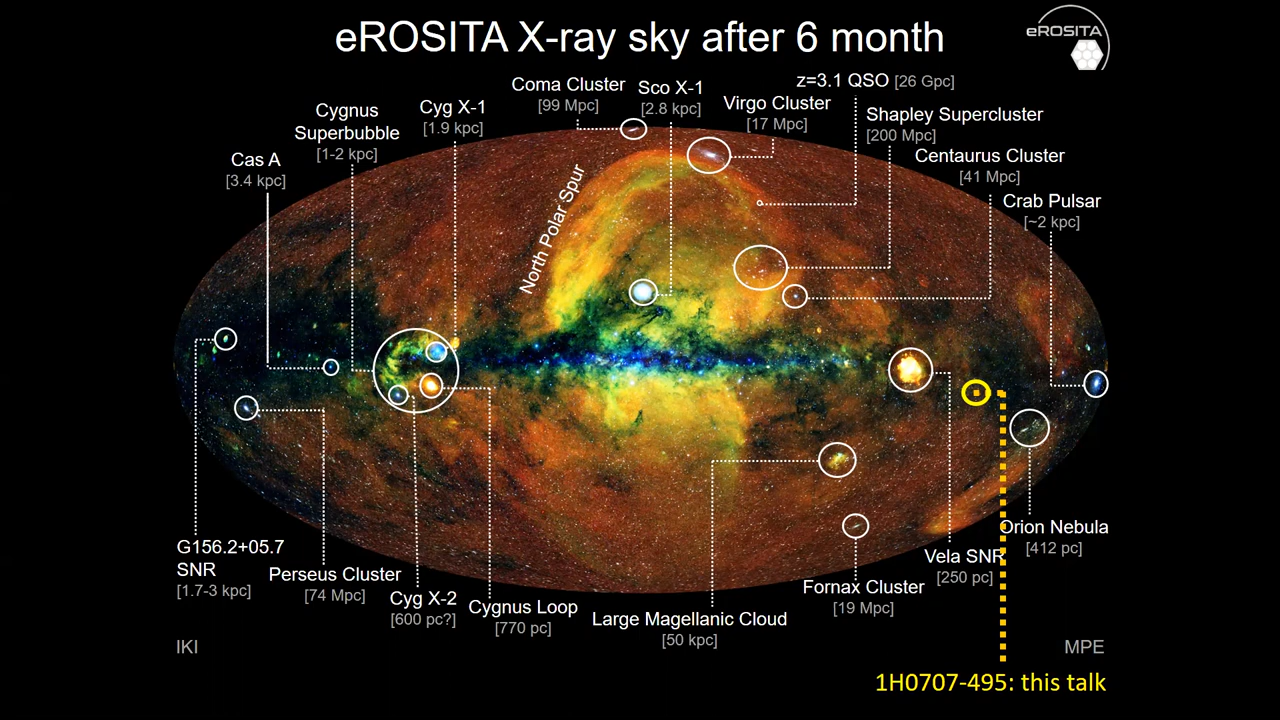 eROSITA X-ray sky after 6 month
eROSITA
Coma Cluster
[99 Mpc]
Sco X-1
[2.8 kpc]
z=3.1 QSO [26 Gpc]
Virgo Cluster
[17 Mpc]
Cygnus
Superbubble
[1-2 kpc]
Cyg X-1
[1.9 kpc]
Shapley Supercluster
[200 Mpc]
Cas A
[3.4 kpc]
Centaurus Cluster
[41 Mpc]
Crab Pulsar
[~2 kpc]
North Polar Spur
G156.2+05.7
SNR
[1.7-3 kpc]
Perseus Cluster
[74 Mpc]
Cyg X-2
[600 pc?]
Cygnus Loop
[770 pc]
Large Magellanic Cloud
[50 kpc]
Fornax Cluster
[19 Mpc]
Vela SNR
[250 pc]
Orion Nebula
[412 pc]
IKI
MPE
1H0707-495: this talk